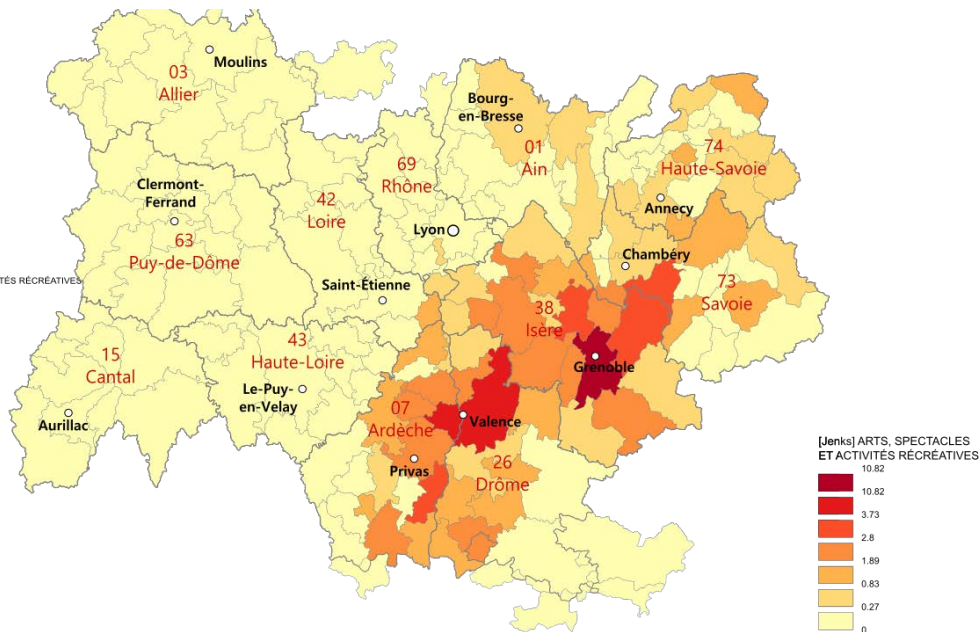 Moulins
03
Allier
Bourg-
en-Bresse
01
Ain
74
Haute-Savoie
69
Rhône
Clermont-
Ferrand
42
Loire
Annecy
Lyon
63
Puy-de-Dôme
Chambéry
TÉS RÉCRÉATIVES
Saint-Étienne
73
Savoie
38
Isère
43
Haute-Loire
15
Cantal
Grenoble
Le-Puy-
en-Velay
07
Ardèche
Aurillac
Valence
Privas
26
Drôme
[Jenks] ARTS, SPECTACLES
ET ACTIVITÉS RÉCRÉATIVES
10.82
10.82
3.73
2.8
1.89
0.83
0.27
0